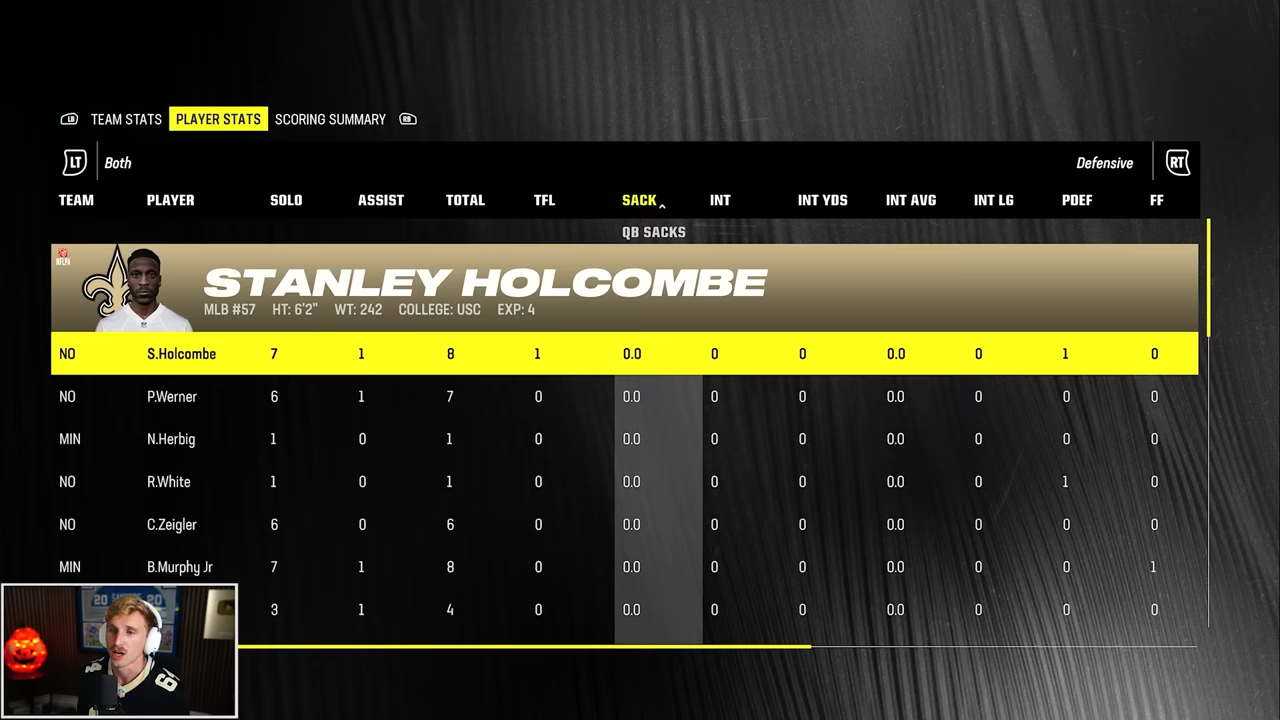 LB TEAM STATS PLAYER STATS SCORING SUMMARY RB
LT Both Defensive RT
TEAM PLAYER SOLO ASSIST TOTAL TFL SACK INT INT YDS INT AVG INT LG PDEF FF
QB SACKS
NFLPA
STANLEY HOLCOMBE
MLB #57 HT: 6'2" WT: 242 COLLEGE: USC EXP: 4
NO S.Holcombe 7 1 8 1 0.0 0 0 0.0 0 1 0
NO P.Werner 6 1 7 0 0.0 0 0 0.0 0 0 0
MIN N.Herbig 1 0 1 0 0.0 0 0 0.0 0 0 0
NO R.White 1 0 1 0 0.0 0 0 0.0 0 1 0
NO C.Zeigler 6 0 6 0 0.0 0 0 0.0 0 0 0
MIN B.Murphy Jr 7 1 8 0 0.0 0 0 0.0 0 0 1
3 1 4 0 0.0 0 0 0.0 0 0 0
20 20